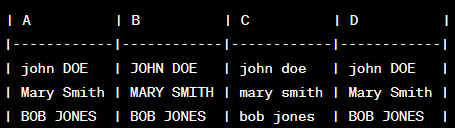 | A          | B          | C          | D          |
|------------|------------|------------|------------|
| john DOE   | JOHN DOE   | john doe   | john DOE   |
| Mary Smith | MARY SMITH | mary smith | Mary Smith |
| BOB JONES  | BOB JONES  | bob jones  | BOB JONES  |